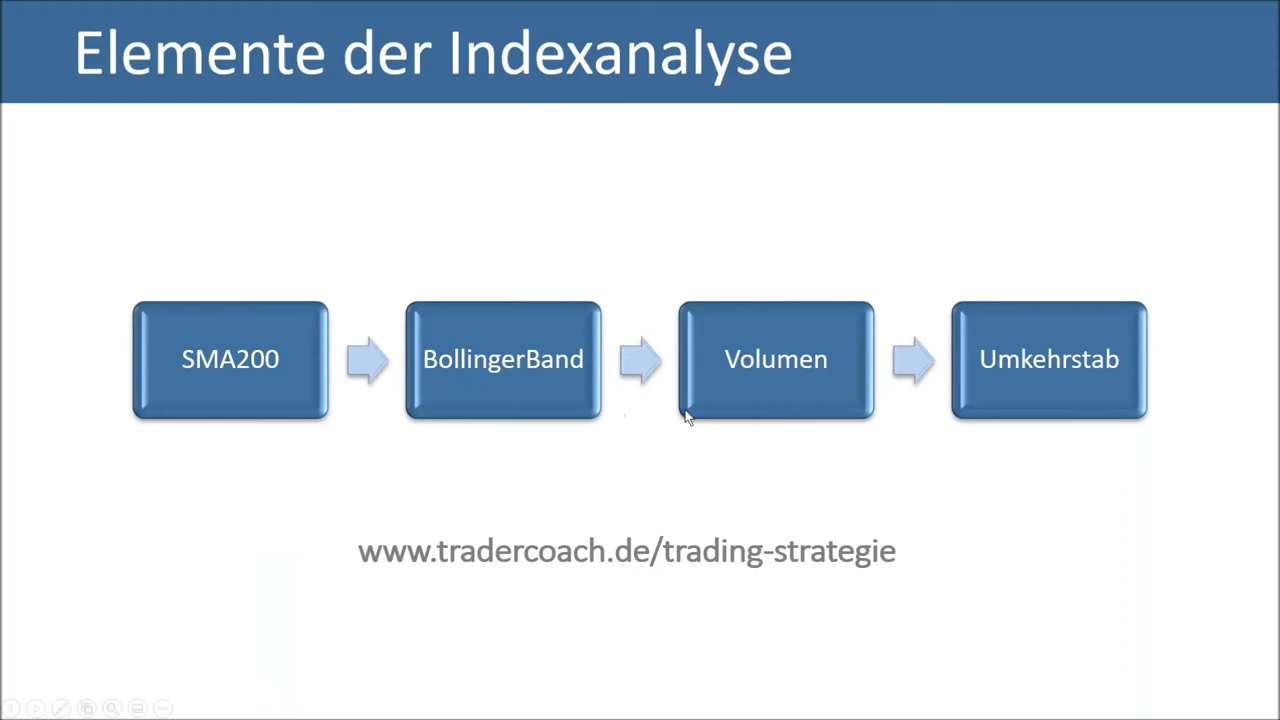 Elemente der Indexanalyse
SMA200
BollingerBand
Volumen
Umkehrstab
www.tradercoach.de/trading-strategie